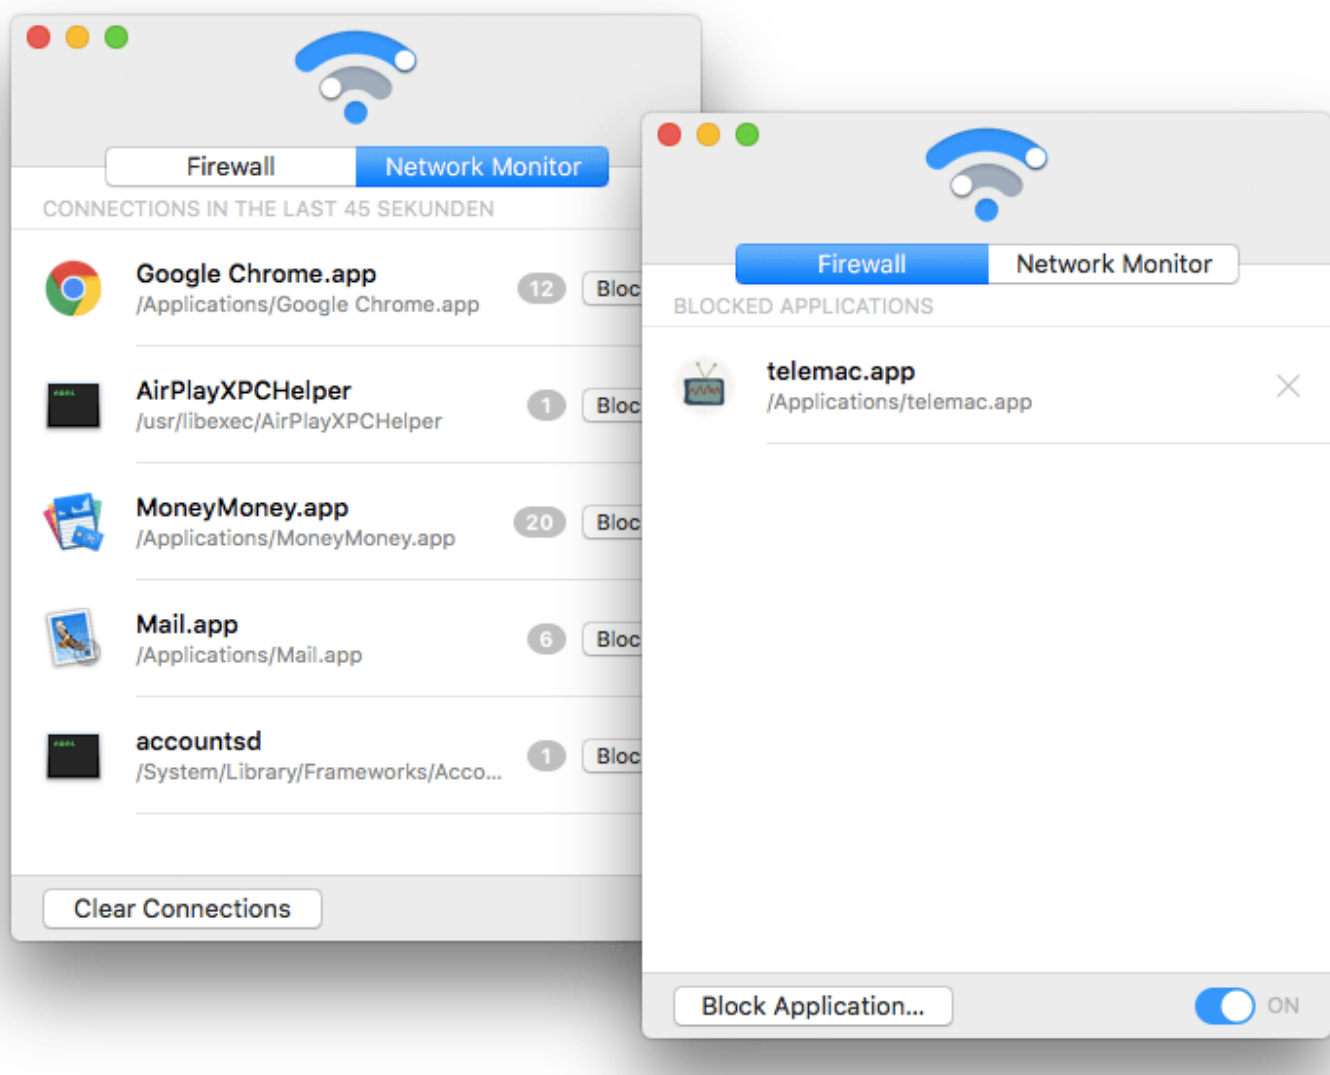 Firewall
Network Monitor
CONNECTIONS IN THE LAST 45 SEKUNDEN
Google Chrome.app
/Applications/Google Chrome.app
12
Bloc
AirPlayXPCHelper
/usr/libexec/AirPlayXPCHelper
1
Bloc
MoneyMoney.app
/Applications/MoneyMoney.app
20
Bloc
Mail.app
/Applications/Mail.app
6
Bloc
accountsd
/System/Library/Frameworks/Acco...
1
Bloc
Clear Connections
Firewall
Network Monitor
BLOCKED APPLICATIONS
telemac.app
/Applications/telemac.app
Block Application...
ON